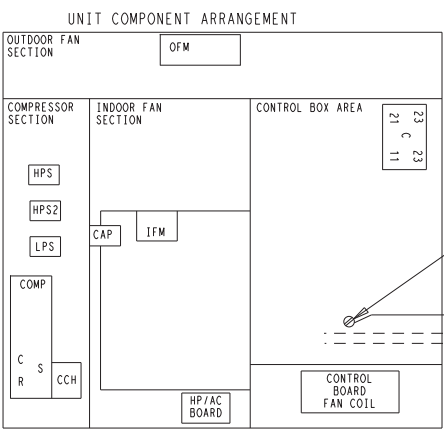 UNIT COMPONENT ARRANGEMENT
OUTDOOR FAN
SECTION
OFM
COMPRESSOR
SECTION
INDOOR FAN
SECTION
CONTROL BOX AREA
21
23
C
11
23
HPS
HPS2
LPS
CAP
IFM
COMP
C
S
R
CCH
HP/AC
BOARD
CONTROL
BOARD
FAN COIL